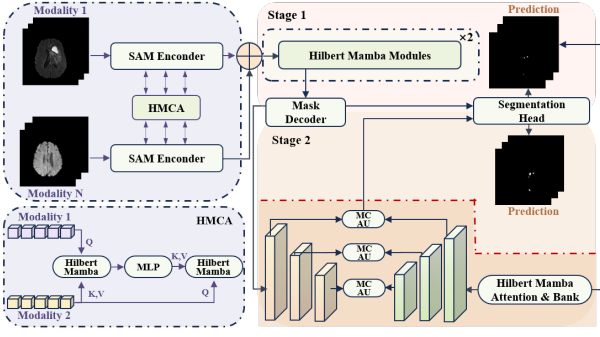 Modality 1
SAM Enconder
HMCA
SAM Enconder
Modality N
Stage 1
×2
Hilbert Mamba Modules
Prediction
Mask
Decoder
Segmentation
Head
Stage 2
Prediction
MC
AU
MC
AU
MC
AU
Hilbert Mamba
Attention & Bank
HMCA
Modality 1
Q
Hilbert
Mamba
MLP
K,V
Hilbert
Mamba
K,V
Q
Modality 2